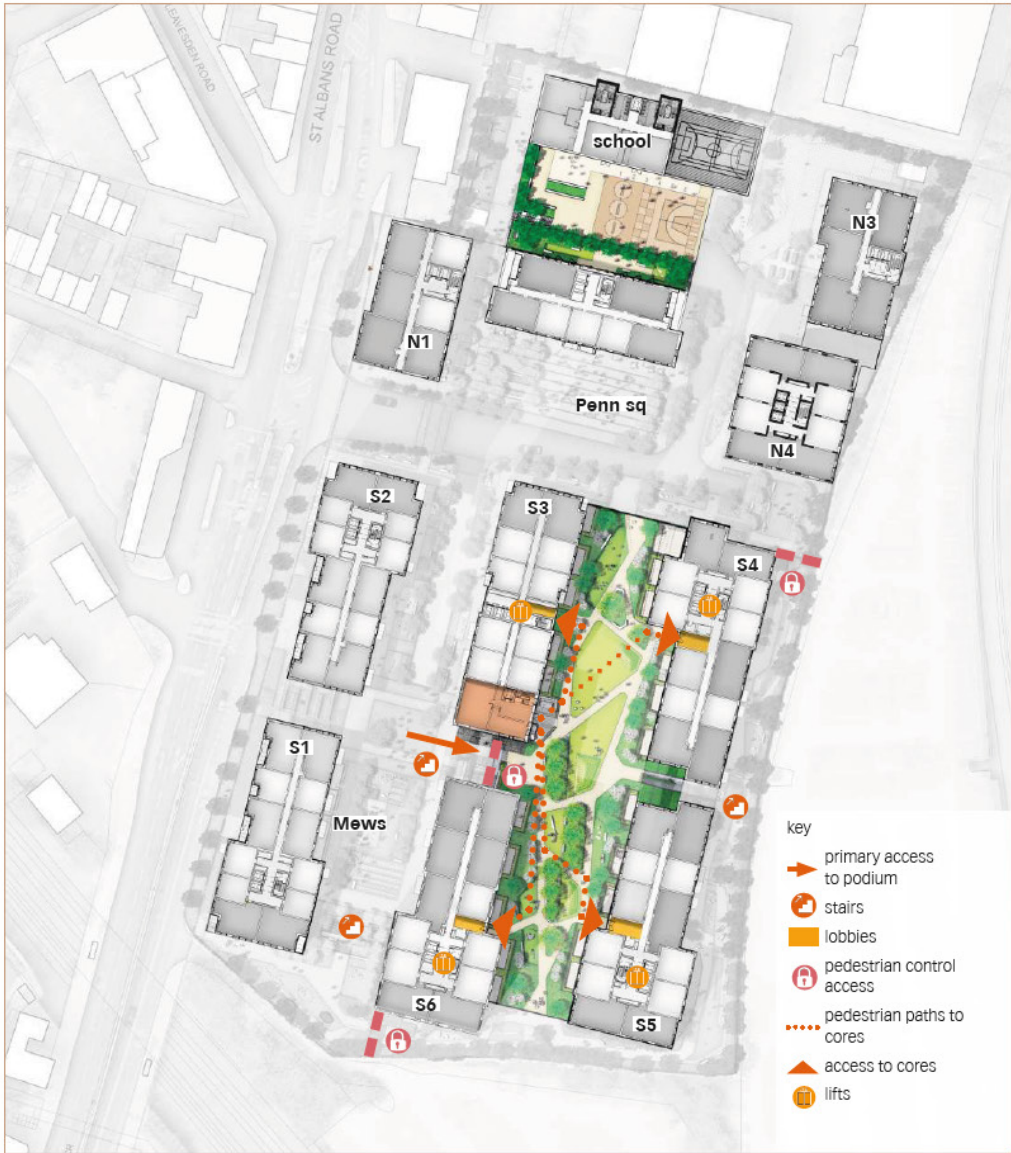 LEAVESDEN ROAD
ST ALBANS ROAD
school
N3
N1
Penn sq
N4
S2
S3
S4
S1
Mews
S6
S5
key
primary access
to podium
stairs
lobbies
pedestrian control
access
pedestrian paths to
cores
access to cores
lifts